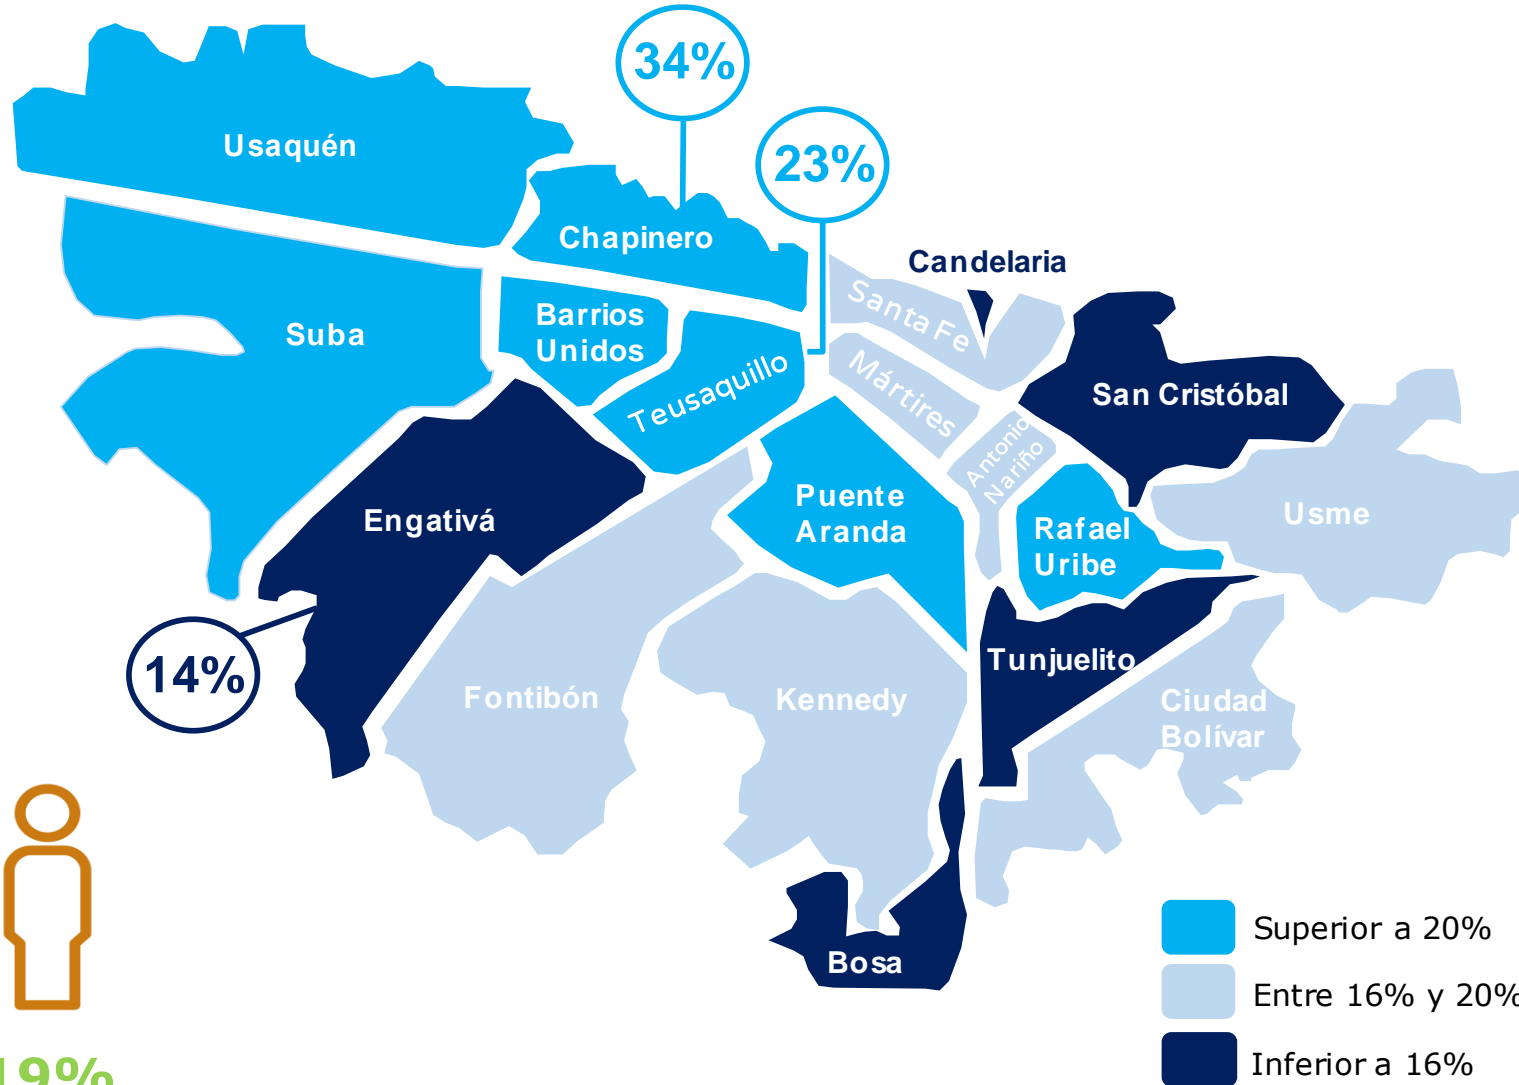 34%
23%
Usaquén
Chapinero
Candelaria
Santa Fe
Suba
Barrios
Unidos
Teusaquillo
Mártires
San Cristóbal
Antonio
Nariño
Engativá
Puente
Aranda
Rafael
Uribe
Usme
14%
Fontibón
Kennedy
Tunjuelito
Ciudad
Bolívar
Bosa
Superior a 20%
Entre 16% y 20%
Inferior a 16%
19%